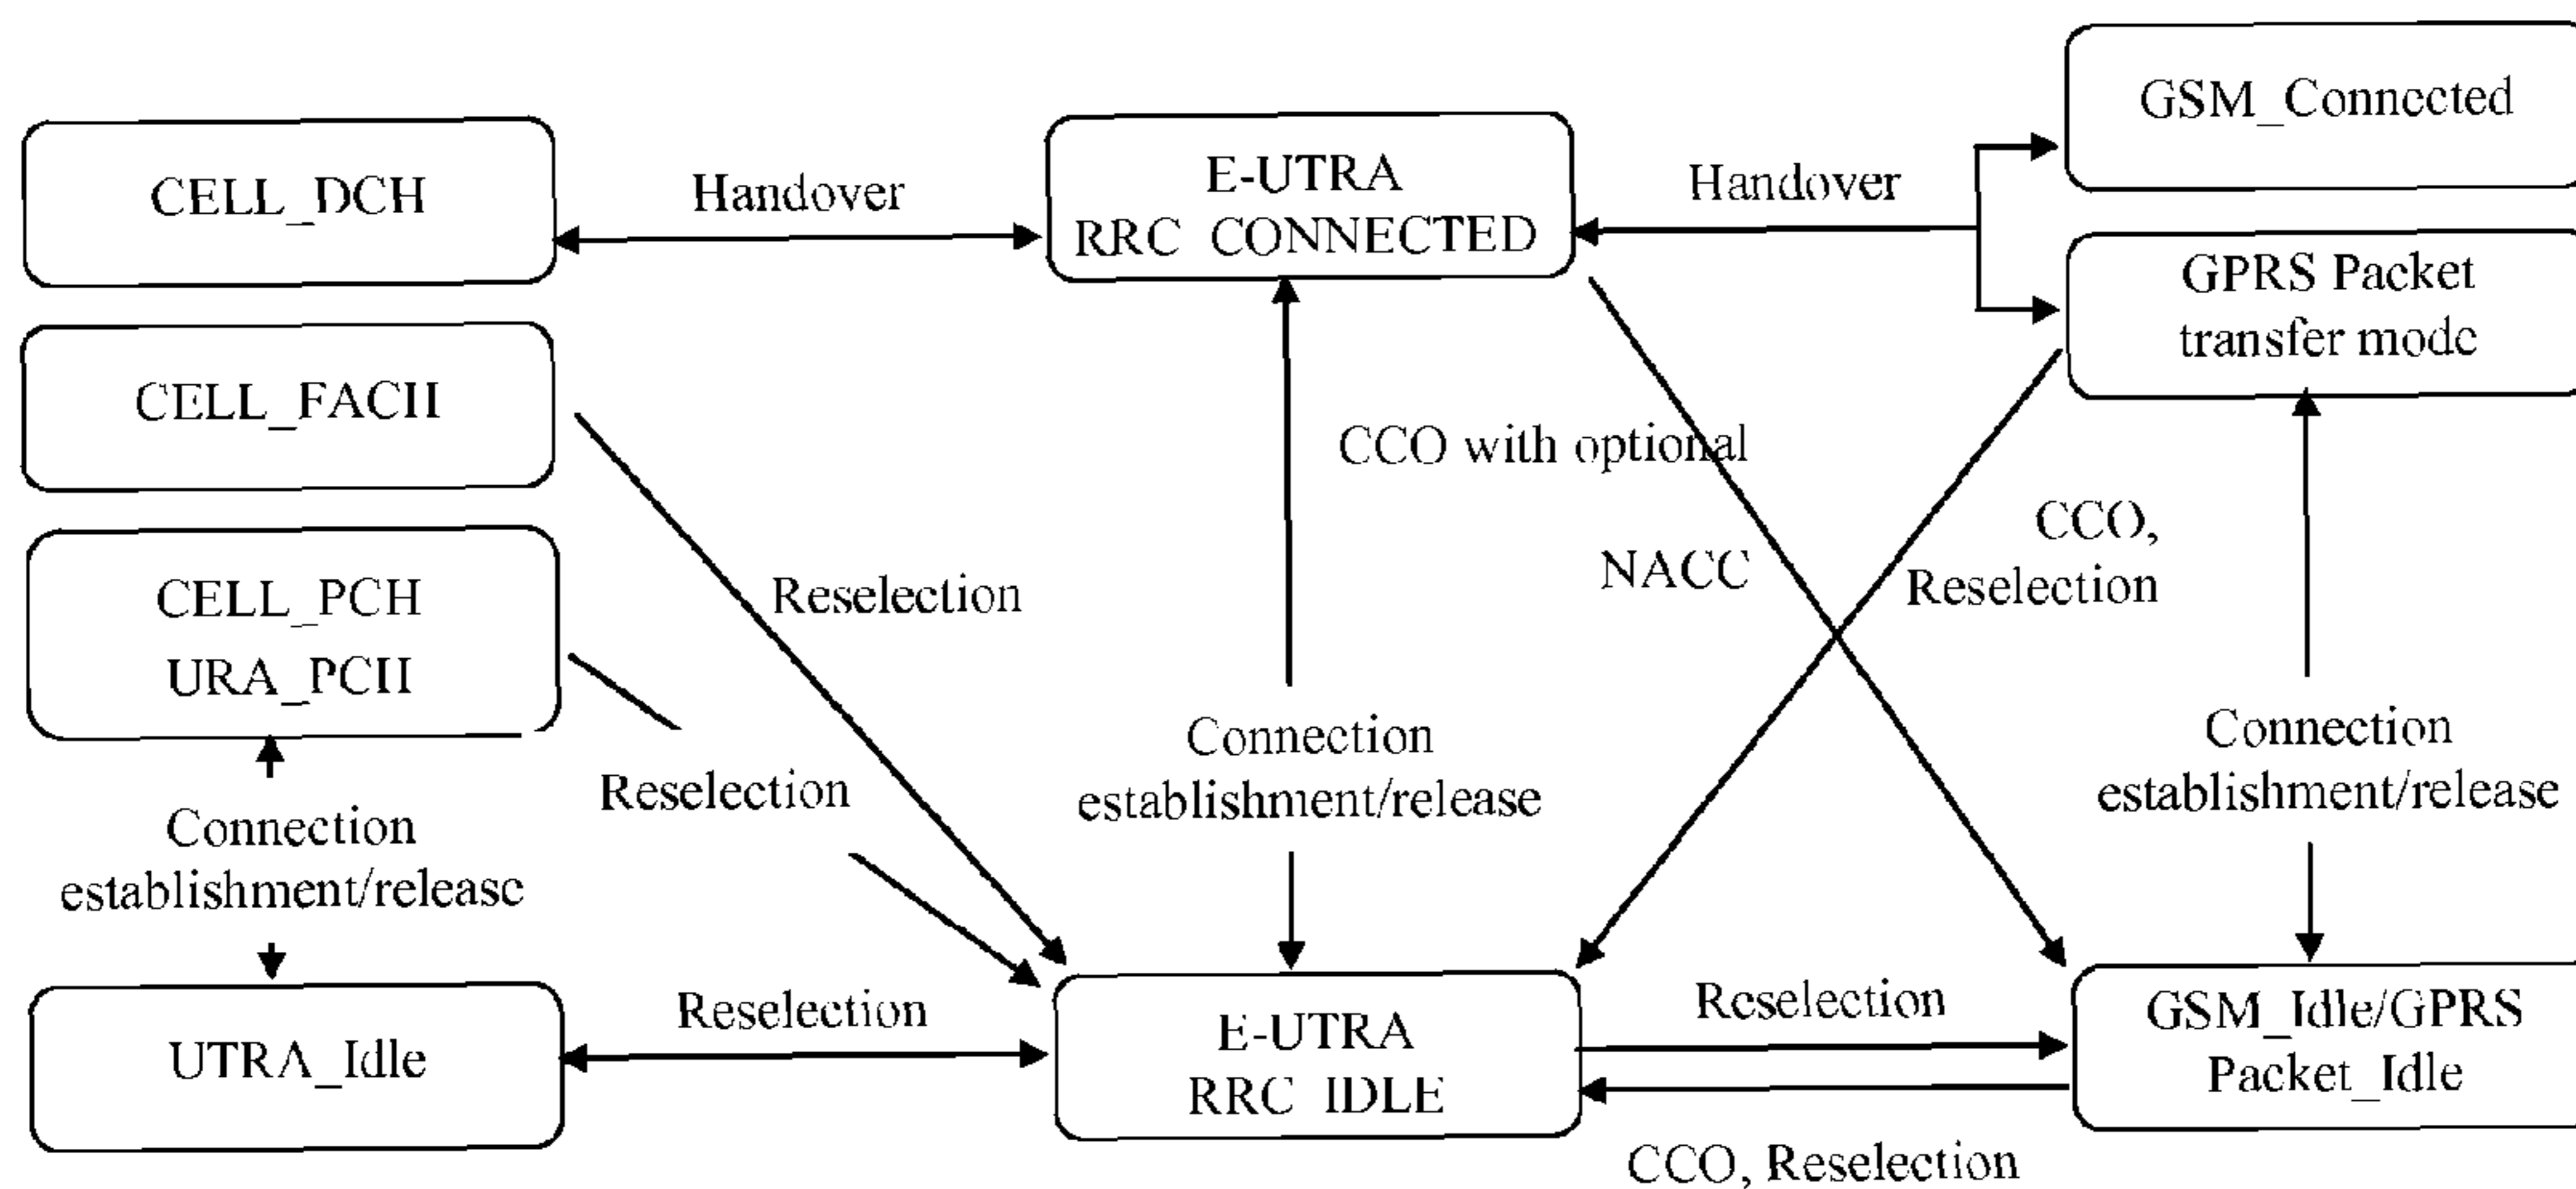 GSM_Connected
CELL_DCH
Handover
E-UTRA
RRC CONNECTED
Handover
GPRS Packet
transfer mode
CELL_FACH
CCO with optional
NACC
CCO,
Reselection
CELL_PCH
URA_PCH
Reselection
Reselection
Connection
establishment/release
Connection
establishment/release
Connection
establishment/release
UTRA_Idle
Reselection
E-UTRA
RRC IDLE
Reselection
GSM_Idle/GPRS
Packet_Idle
CCO, Reselection